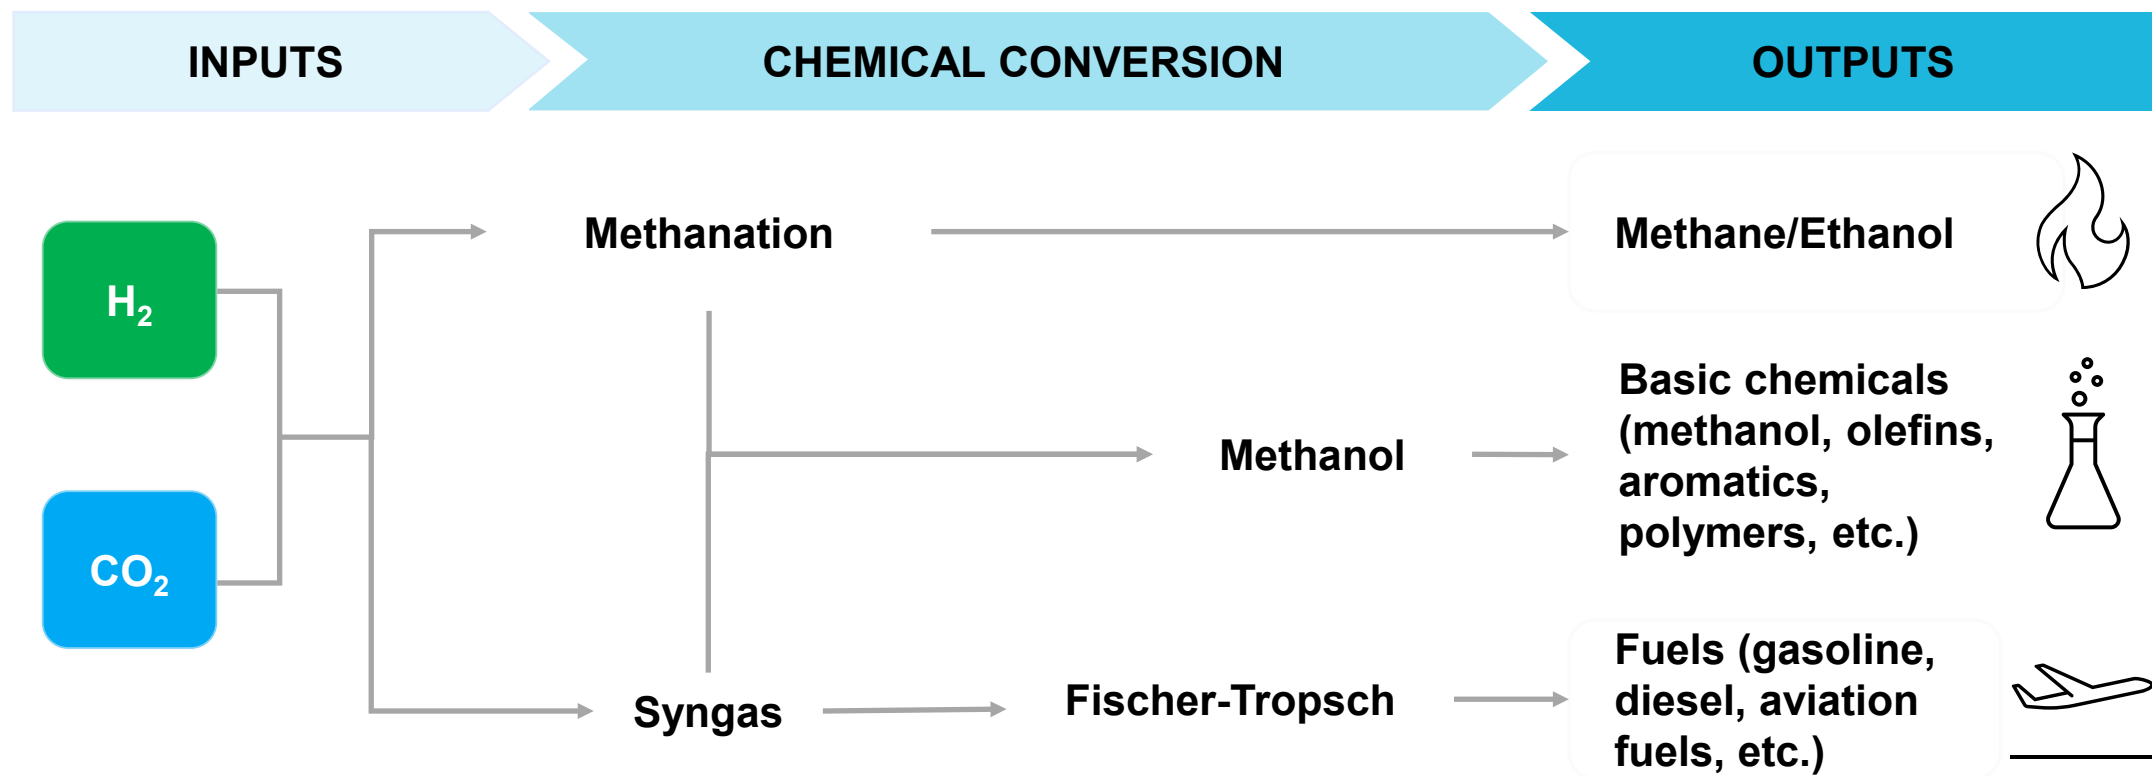 INPUTS
CHEMICAL CONVERSION
OUTPUTS
H₂
CO₂
Methanation
Methane/Ethanol
Methanol
Basic chemicals
(methanol, olefins,
aromatics,
polymers, etc.)
Syngas
Fischer-Tropsch
Fuels (gasoline,
diesel, aviation
fuels, etc.)